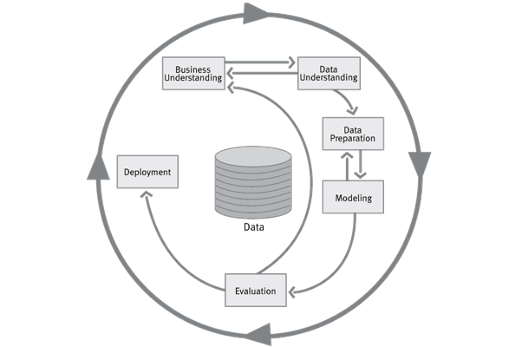 Business
Understanding
Data
Understanding
Data
Preparation
Modeling
Deployment
Data
Evaluation